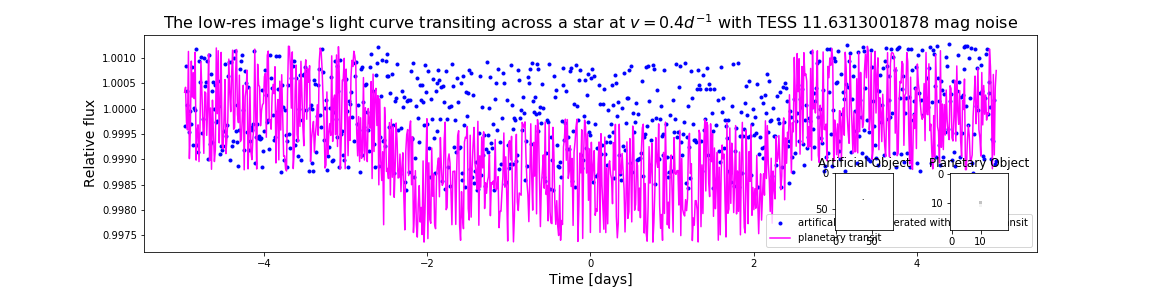 The low-res image's light curve transiting across a star at v = 0.4d⁻¹ with TESS 11.6313001878 mag noise
Relative flux
1.0010
1.0005
1.0000
0.9995
0.9990
0.9985
0.9980
0.9975
Artificial Object
Planetary Object
0
50
0 50
0
10
0 10
artifical erated with nsit
planetary transit
−4 −2 0 2 4
Time [days]